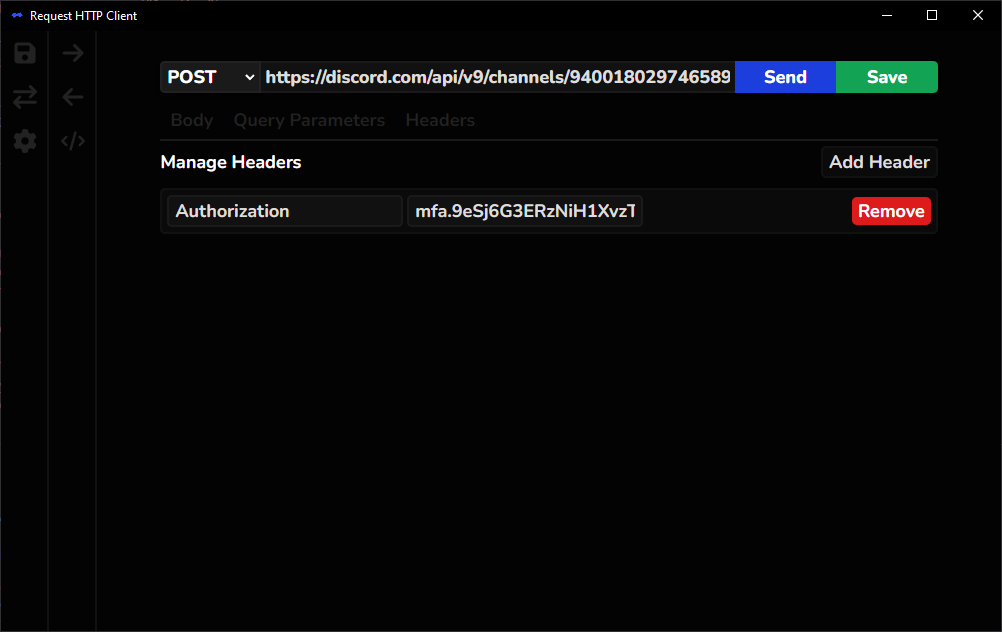 Request HTTP Client
POST https://discord.com/api/v9/channels/940018029746589 Send Save
Body Query Parameters Headers
Manage Headers Add Header
Authorization mfa.9eSj6G3ERzNiH1XvzT Remove